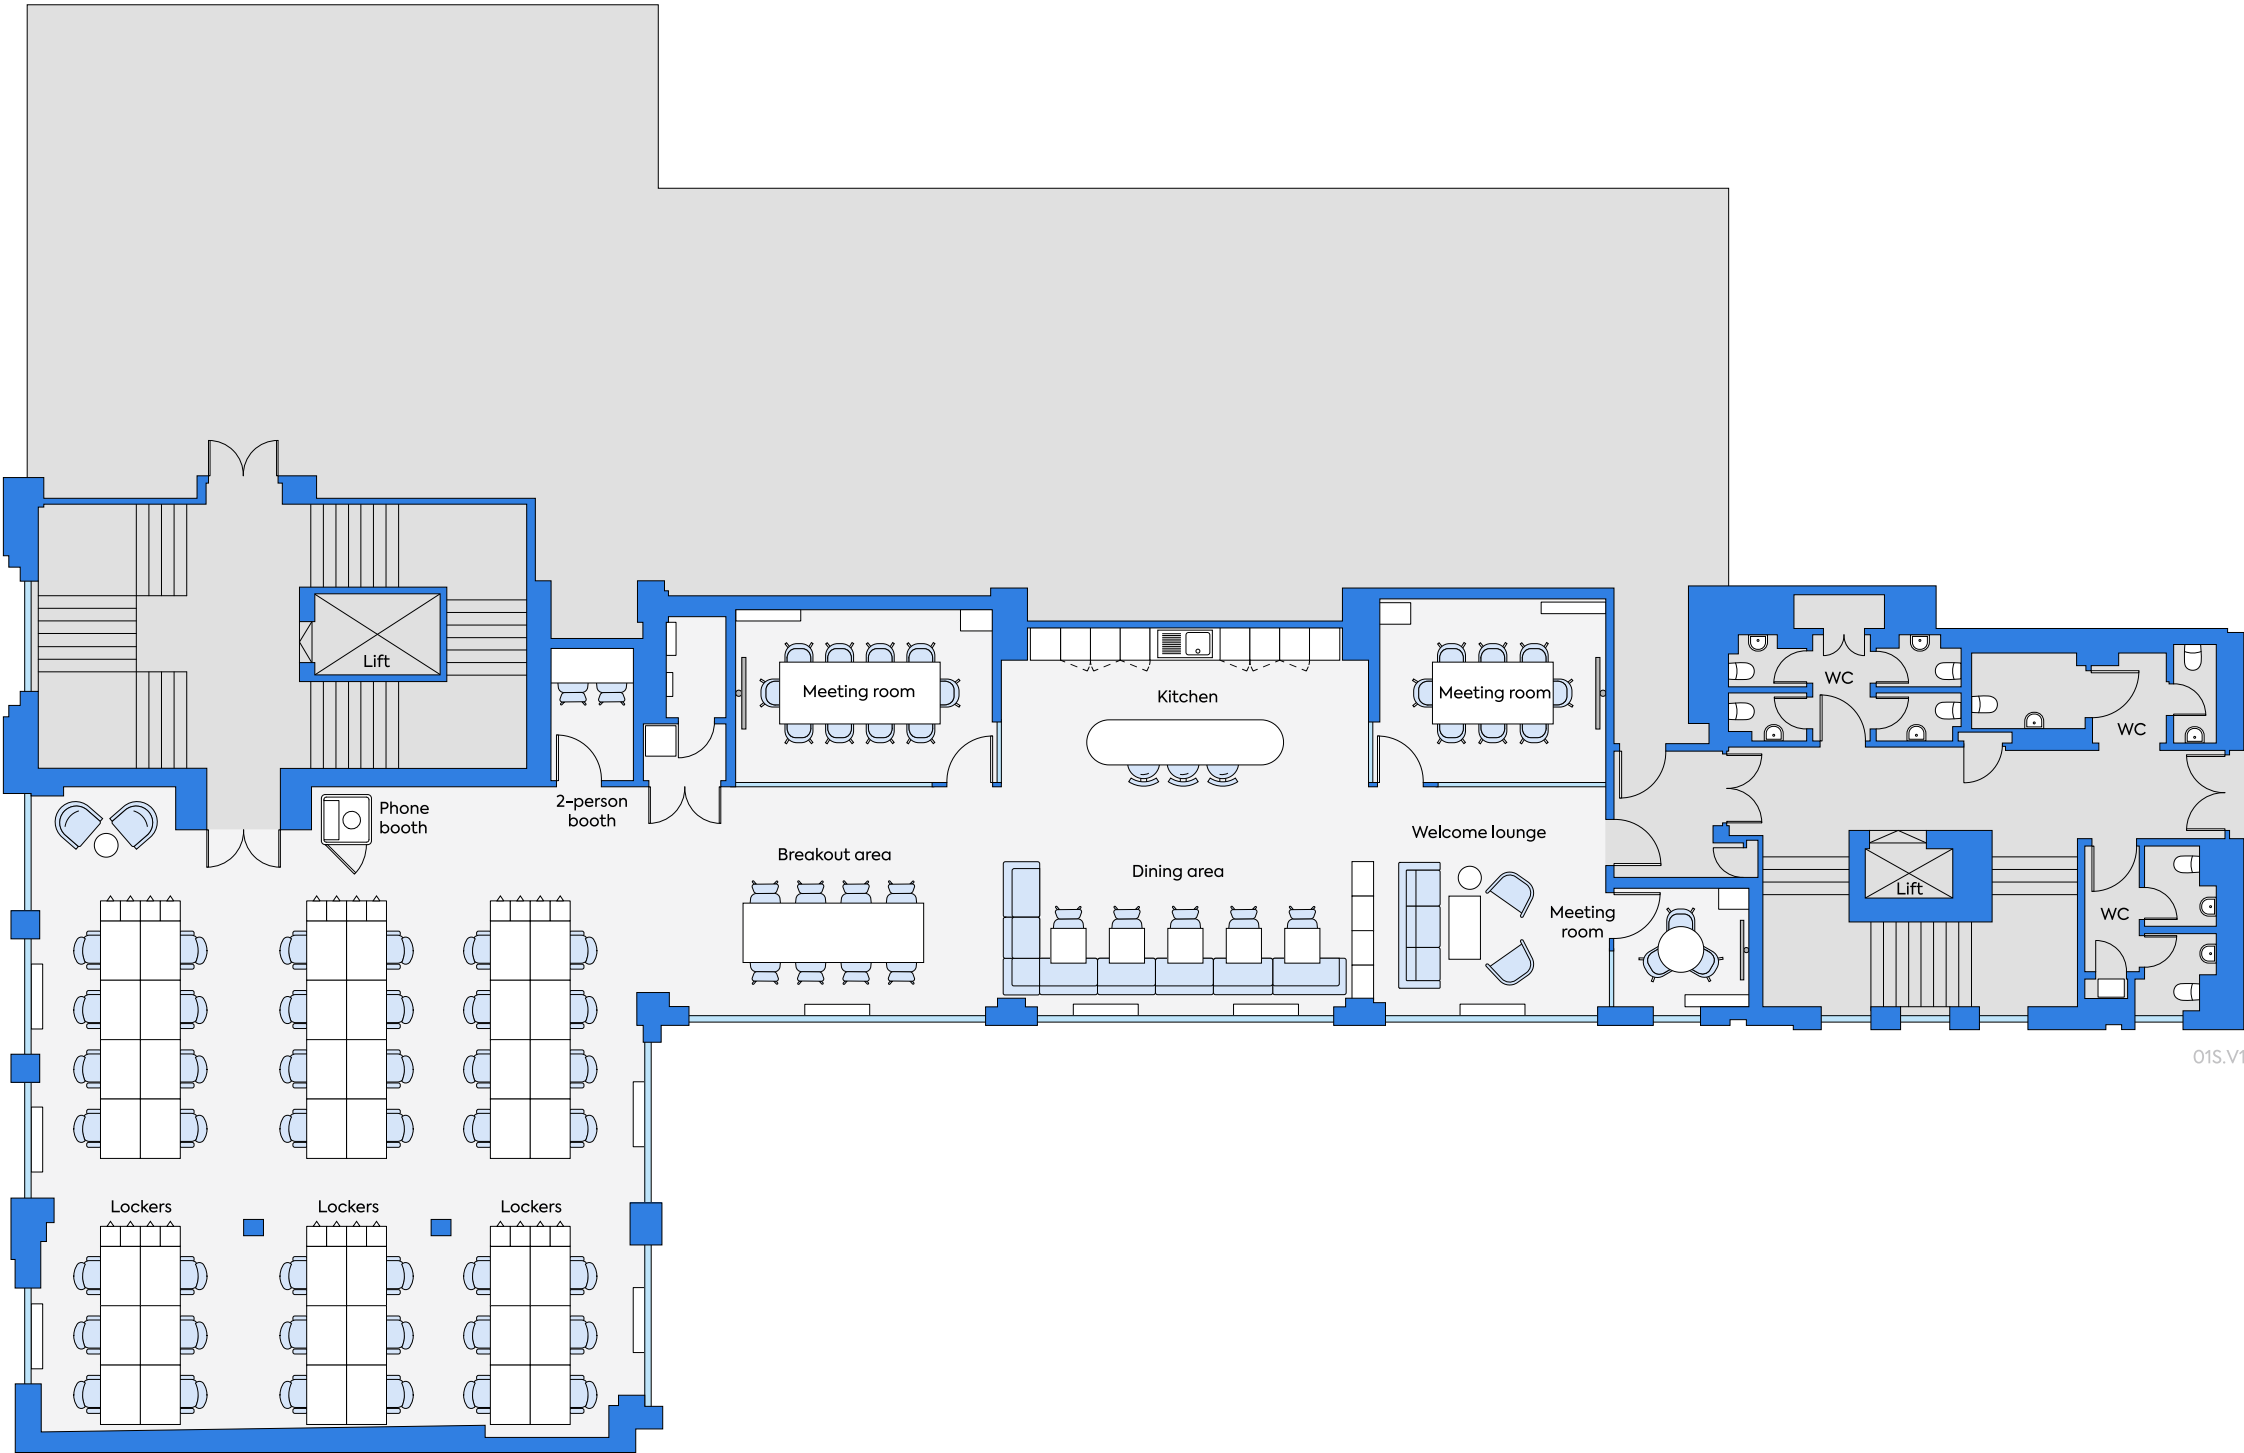 Lift
Meeting room
Kitchen
Meeting room
WC
WC
2-person
booth
Phone
booth
Welcome lounge
Breakout area
Dining area
Lift
Meeting
room
WC
01S.V1
Lockers
Lockers
Lockers